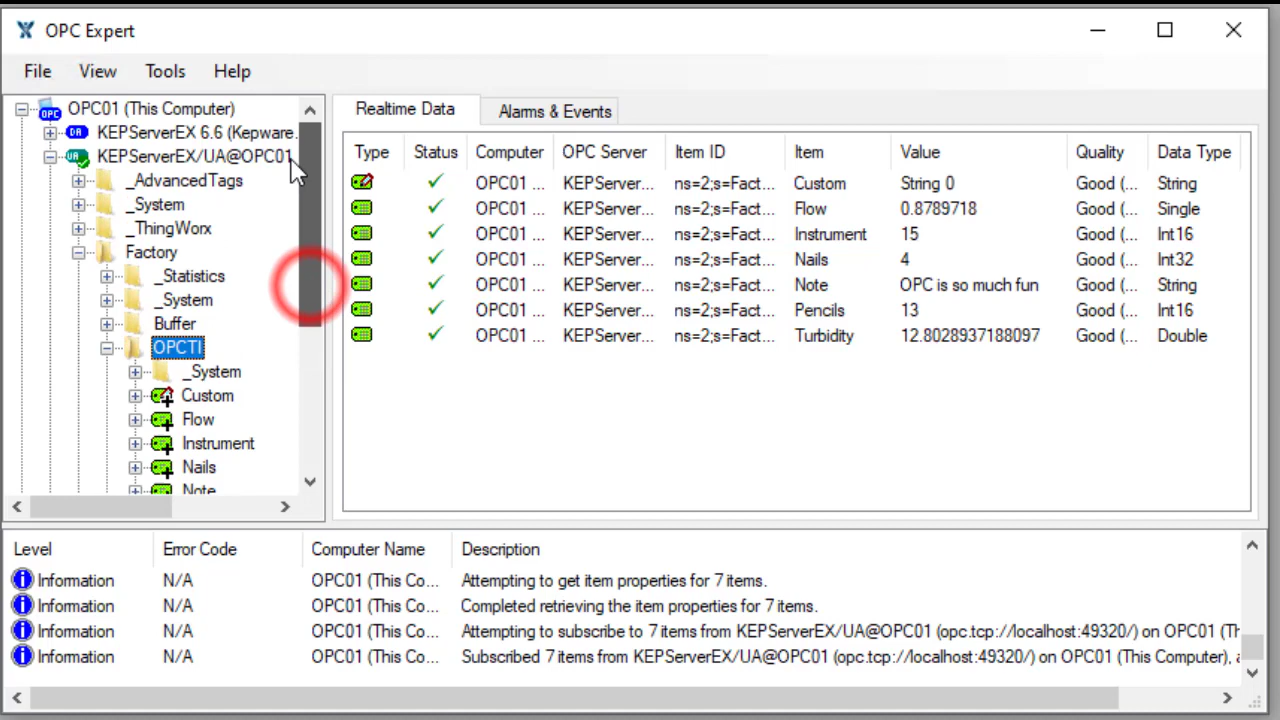 OPC Expert
File View Tools Help
OPC OPC01 (This Computer)
DA KEPServerEX 6.6 (Kepware.
UA KEPServerEX/UA@OPC01
_AdvancedTags
_System
_ThingWorx
Factory
_Statistics
_System
Buffer
OPCTI
_System
Custom
Flow
Instrument
Nails
Note
Realtime Data Alarms & Events
Type Status Computer OPC Server Item ID Item Value Quality Data Type
OPC01 ... KEPServer... ns=2;s=Fact... Custom String 0 Good (... String
OPC01 ... KEPServer... ns=2;s=Fact... Flow 0.8789718 Good (... Single
OPC01 ... KEPServer... ns=2;s=Fact... Instrument 15 Good (... Int16
OPC01 ... KEPServer... ns=2;s=Fact... Nails 4 Good (... Int32
OPC01 ... KEPServer... ns=2;s=Fact... Note OPC is so much fun Good (... String
OPC01 ... KEPServer... ns=2;s=Fact... Pencils 13 Good (... Int16
OPC01 ... KEPServer... ns=2;s=Fact... Turbidity 12.8028937188097 Good (... Double
Level Error Code Computer Name Description
Information N/A OPC01 (This Co... Attempting to get item properties for 7 items.
Information N/A OPC01 (This Co... Completed retrieving the item properties for 7 items.
Information N/A OPC01 (This Co... Attempting to subscribe to 7 items from KEPServerEX/UA@OPC01 (opc.tcp://localhost:49320/) on OPC01 (Th
Information N/A OPC01 (This Co... Subscribed 7 items from KEPServerEX/UA@OPC01 (opc.tcp://localhost:49320/) on OPC01 (This Computer),